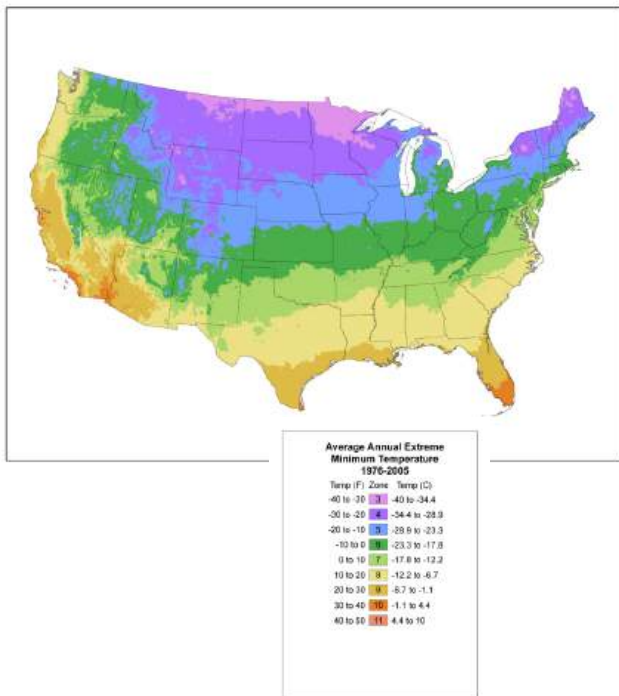 Average Annual Extreme
Minimum Temperature
1976-2005
Temp (F) Zone Temp (C)
-40 to -30 3 -40 to -34.4
-30 to -20 4 -34.4 to -28.9
-20 to -10 5 -28.9 to -23.3
-10 to 0 6 -23.3 to -17.8
0 to 10 7 -17.8 to -12.2
10 to 20 8 -12.2 to -6.7
20 to 30 9 -6.7 to -1.1
30 to 40 10 -1.1 to 4.4
40 to 50 11 4.4 to 10